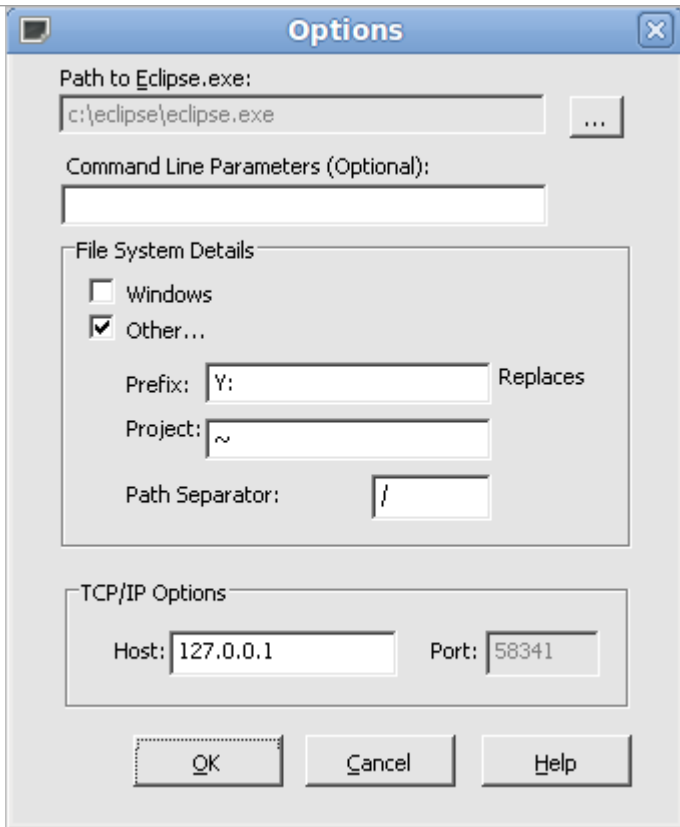 Options
Path to Eclipse.exe:
c:\eclipse\eclipse.exe
...
Command Line Parameters (Optional):
File System Details
Windows
Other...
Prefix: Y: Replaces
Project: ~
Path Separator: /
TCP/IP Options
Host: 127.0.0.1 Port: 58341
OK Cancel Help